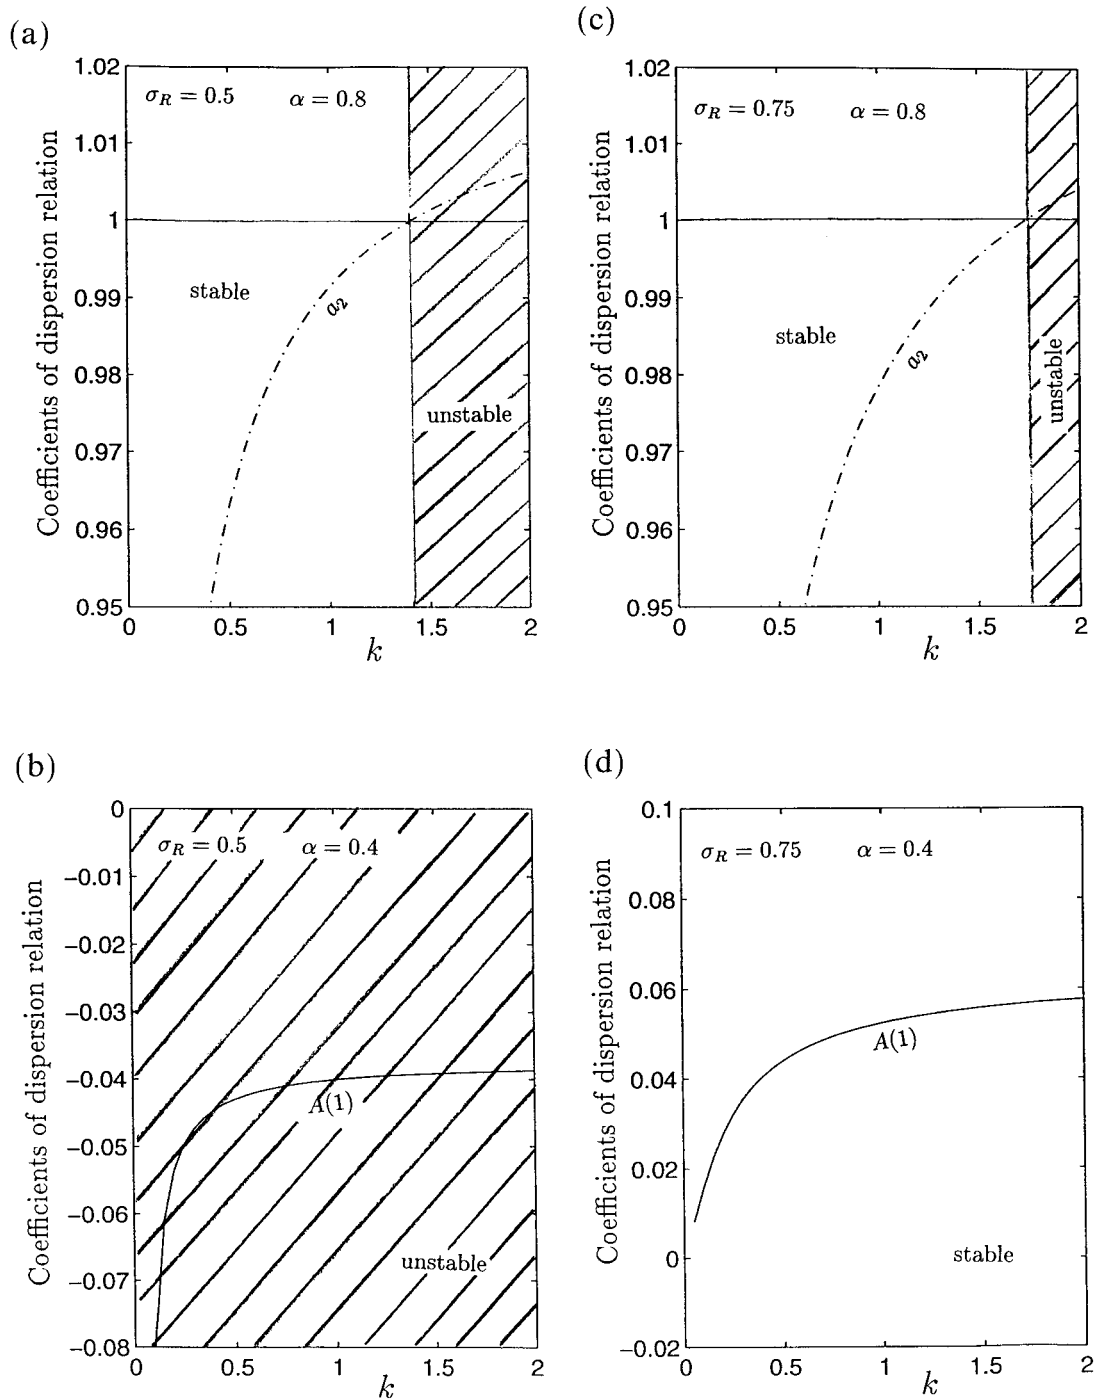 (a)
Coefficients of dispersion relation
1.02
1.01
1
0.99
0.98
0.97
0.96
0.95
σ_R = 0.5 α = 0.8
stable
a_2
unstable
0 0.5 1 1.5 2
k
(c)
Coefficients of dispersion relation
1.02
1.01
1
0.99
0.98
0.97
0.96
0.95
σ_R = 0.75 α = 0.8
stable
a_2
unstable
0 0.5 1 1.5 2
k
(b)
Coefficients of dispersion relation
0
−0.01
−0.02
−0.03
−0.04
−0.05
−0.06
−0.07
−0.08
σ_R = 0.5 α = 0.4
A(1)
unstable
0 0.5 1 1.5 2
k
(d)
Coefficients of dispersion relation
0.1
0.08
0.06
0.04
0.02
0
−0.02
σ_R = 0.75 α = 0.4
A(1)
stable
0 0.5 1 1.5 2
k